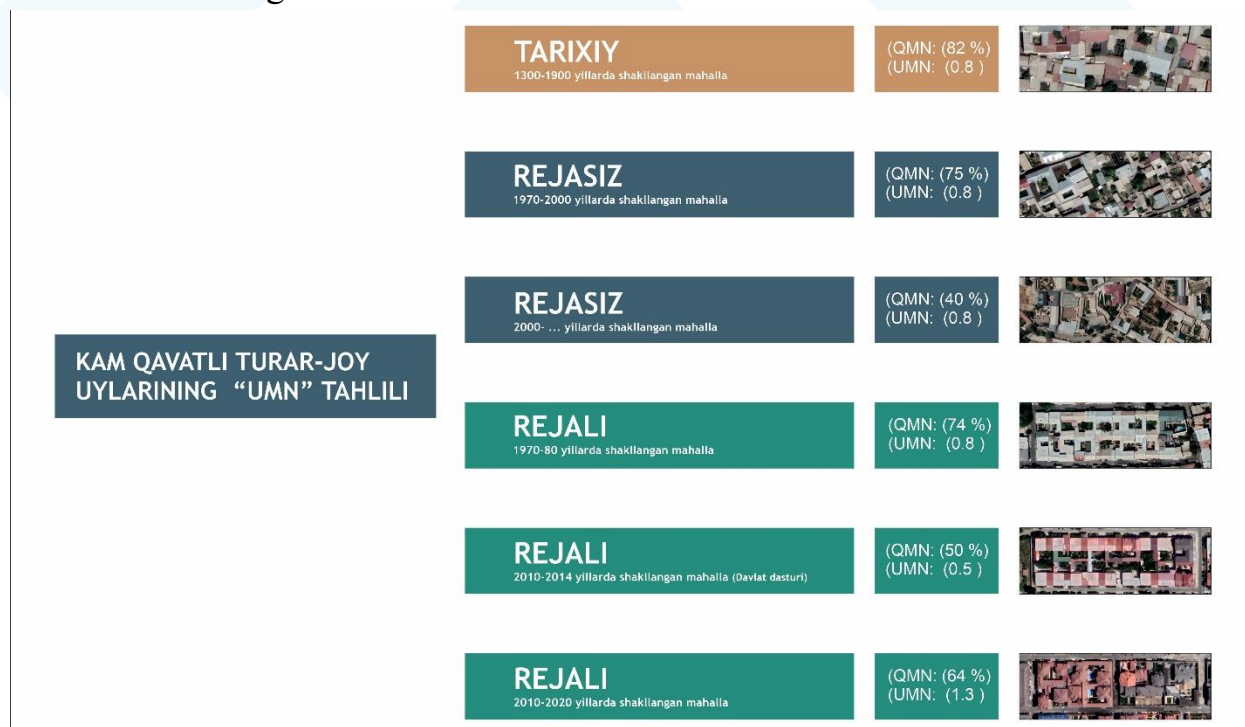 TARIXIY
1300-1900 yillarda shakilangan mahalla
(QMN: (82 %)
(UMN: (0.8 )
REJASIZ
1970-2000 yillarda shakllangan mahalla
(QMN: (75 %)
(UMN: (0.8 )
REJASIZ
2000- ... yillarda shakllangan mahalla
(QMN: (40 %)
(UMN: (0.8 )
KAM QAVATLI TURAR-JOY
UYLARINING "UMN" TAHLILI
REJALI
1970-80 yillarda shakllangan mahalla
(QMN: (74 %)
(UMN: (0.8 )
REJALI
2010-2014 yillarda shakllangan mahalla (Davlat dasturi)
(QMN: (50 %)
(UMN: (0.5 )
REJALI
2010-2020 yillarda shakllangan mahalla
(QMN: (64 %)
(UMN: (1.3 )